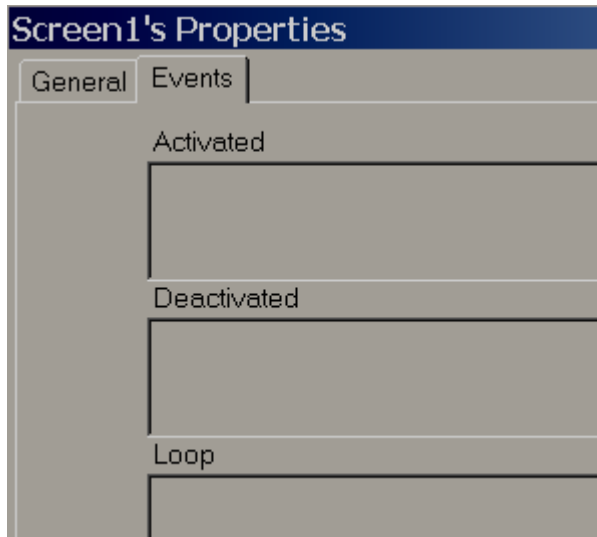 Screen1's Properties
General Events
Activated
Deactivated
Loop